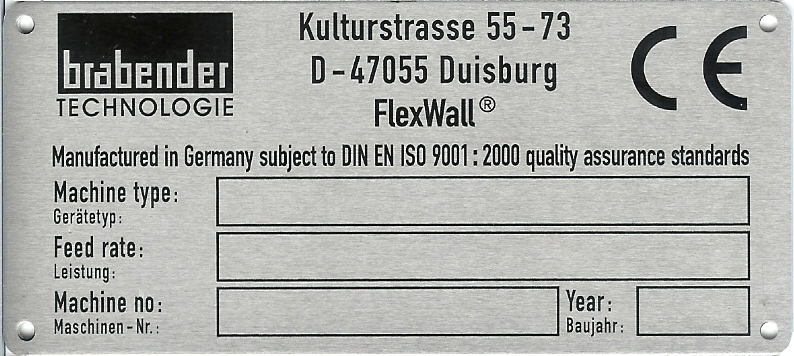 brabender
TECHNOLOGIE
Kulturstrasse 55-73
D-47055 Duisburg
FlexWall®
CE
Manufactured in Germany subject to DIN EN ISO 9001:2000 quality assurance standards
Machine type:
Gerätetyp:
Feed rate:
Leistung:
Machine no:
Maschinen-Nr.:
Year:
Baujahr: